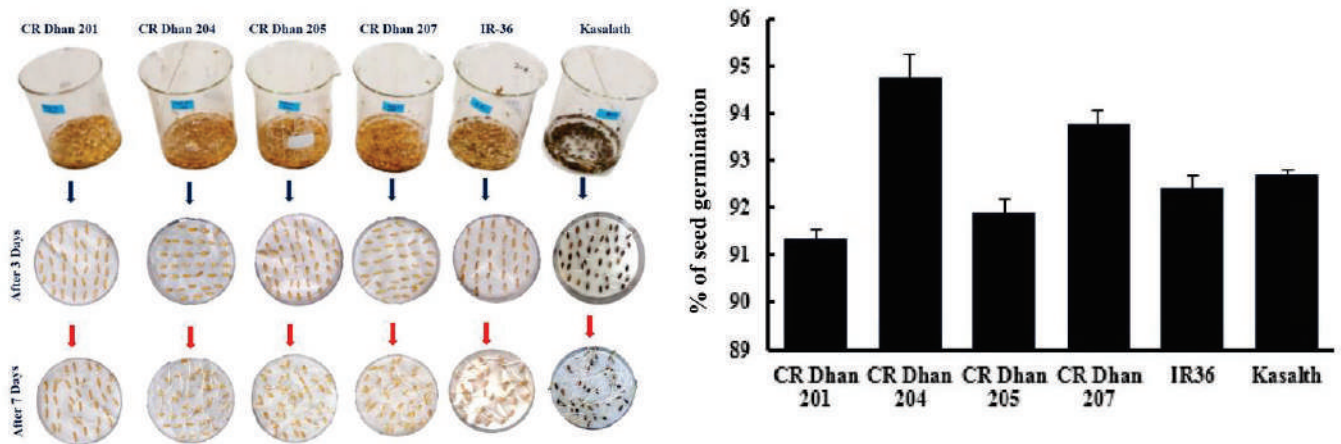 CR Dhan 201 CR Dhan 204 CR Dhan 205 CR Dhan 207 IR-36 Kasalath
After 3 Days
After 7 Days
% of seed germination
96
95
94
93
92
91
90
89
CR Dhan CR Dhan CR Dhan CR Dhan IR36 Kasalth
201 204 205 207